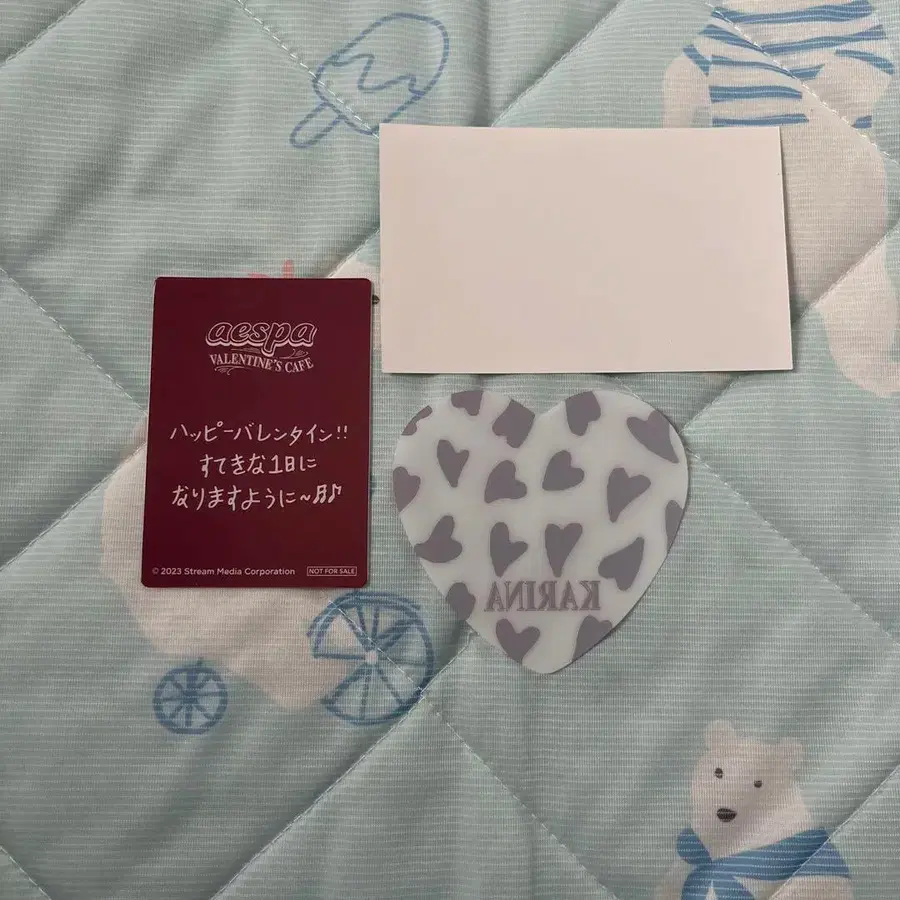 aespa
VALENTINE'S CAFE
ハッピーバレンタイン!!
すてきな1日に
なりますように～♬♪
© 2023 Stream Media Corporation NOT FOR SALE
KARINA